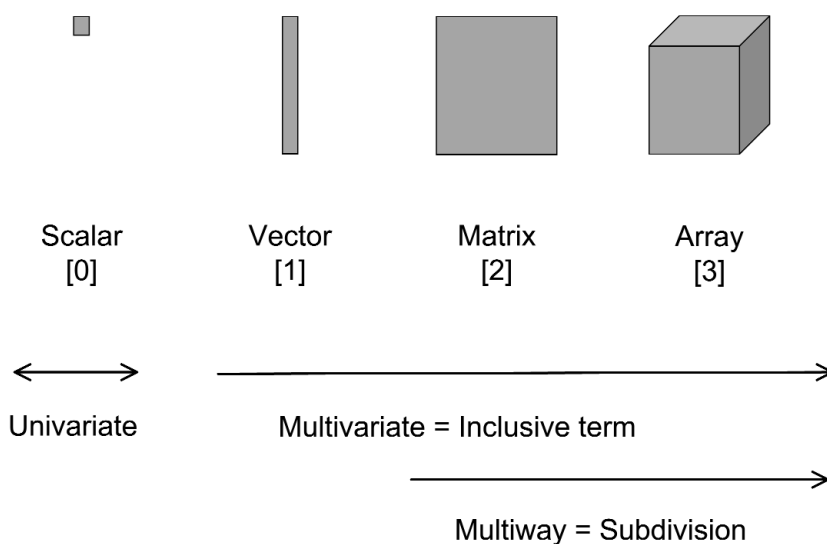 Scalar
[0]
Vector
[1]
Matrix
[2]
Array
[3]
Univariate
Multivariate = Inclusive term
Multiway = Subdivision